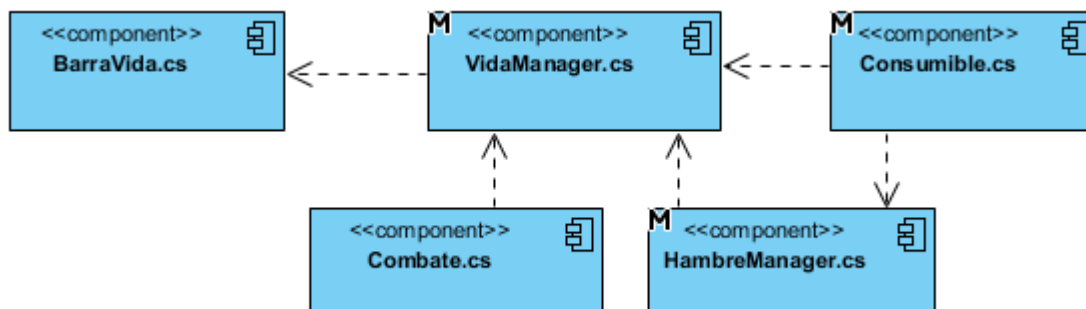 <<component>>
BarraVida.cs
M
<<component>>
VidaManager.cs
M
<<component>>
Consumible.cs
<<component>>
Combate.cs
M
<<component>>
HambreManager.cs